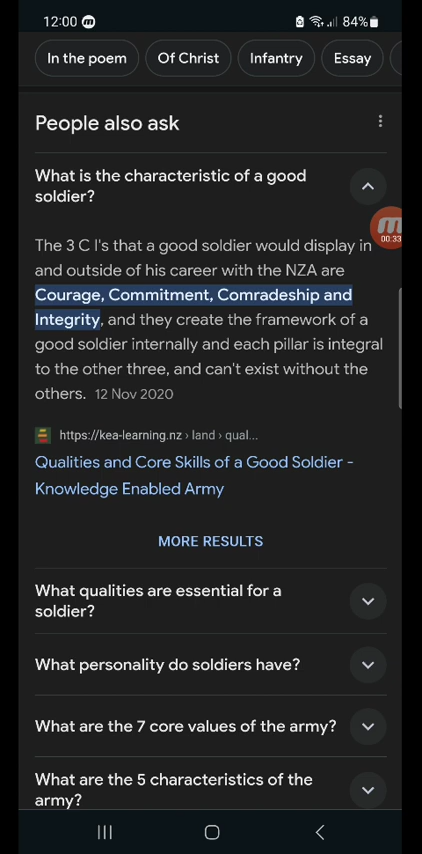 12:00 84%
In the poem Of Christ Infantry Essay
People also ask
What is the characteristic of a good
soldier?
00:33
The 3 C I's that a good soldier would display in
and outside of his career with the NZA are
Courage, Commitment, Comradeship and
Integrity, and they create the framework of a
good soldier internally and each pillar is integral
to the other three, and can't exist without the
others. 12 Nov 2020
https://kea-learning.nz › land › qual...
Qualities and Core Skills of a Good Soldier -
Knowledge Enabled Army
MORE RESULTS
What qualities are essential for a
soldier?
What personality do soldiers have?
What are the 7 core values of the army?
What are the 5 characteristics of the
army?